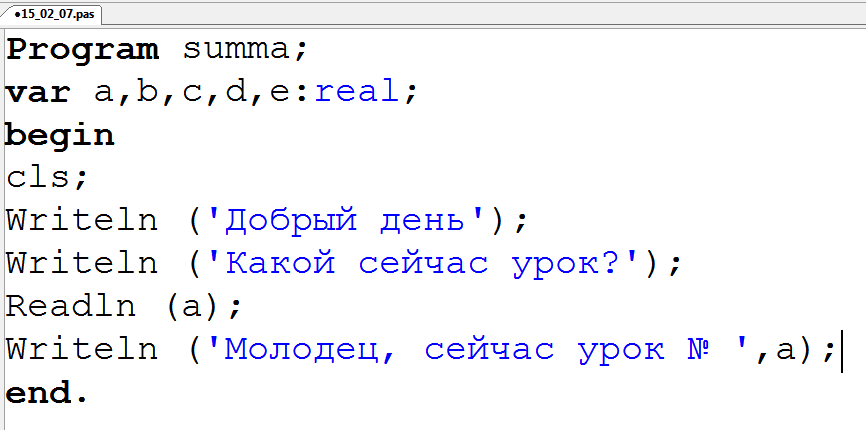 •15_02_07.pas
Program summa;
var a,b,c,d,e:real;
begin
cls;
Writeln ('Добрый день');
Writeln ('Какой сейчас урок?');
Readln (a);
Writeln ('Молодец, сейчас урок № ',a);
end.